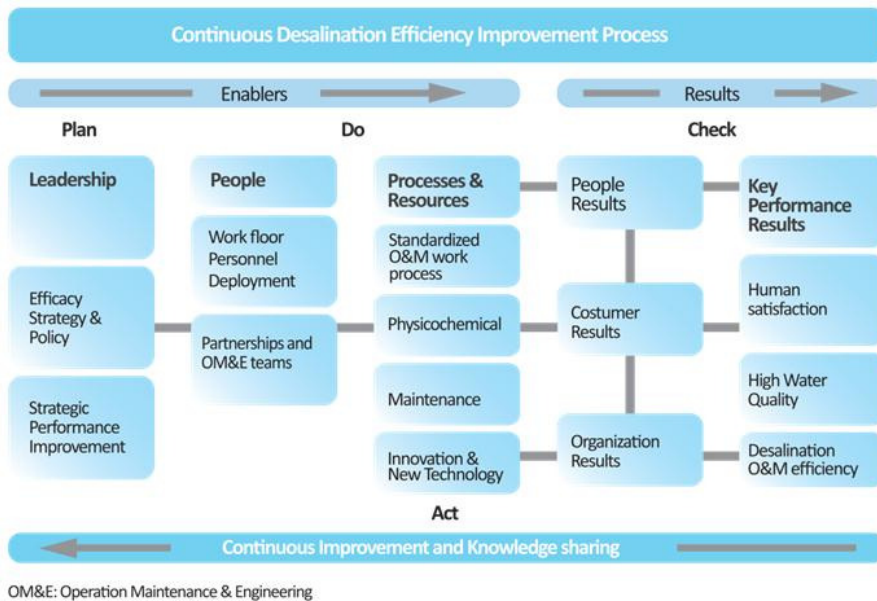 Continuous Desalination Efficiency Improvement Process
Enablers
Results
Plan
Do
Check
Leadership
Efficacy
Strategy &
Policy
Strategic
Performance
Improvement
People
Work floor
Personnel
Deployment
Partnerships and
OM&E teams
Processes &
Resources
Standardized
O&M work
process
Physicochemical
Maintenance
Innovation &
New Technology
People
Results
Costumer
Results
Organization
Results
Key
Performance
Results
Human
satisfaction
High Water
Quality
Desalination
O&M efficiency
Act
Continuous Improvement and Knowledge sharing
OM&E: Operation Maintenance & Engineering